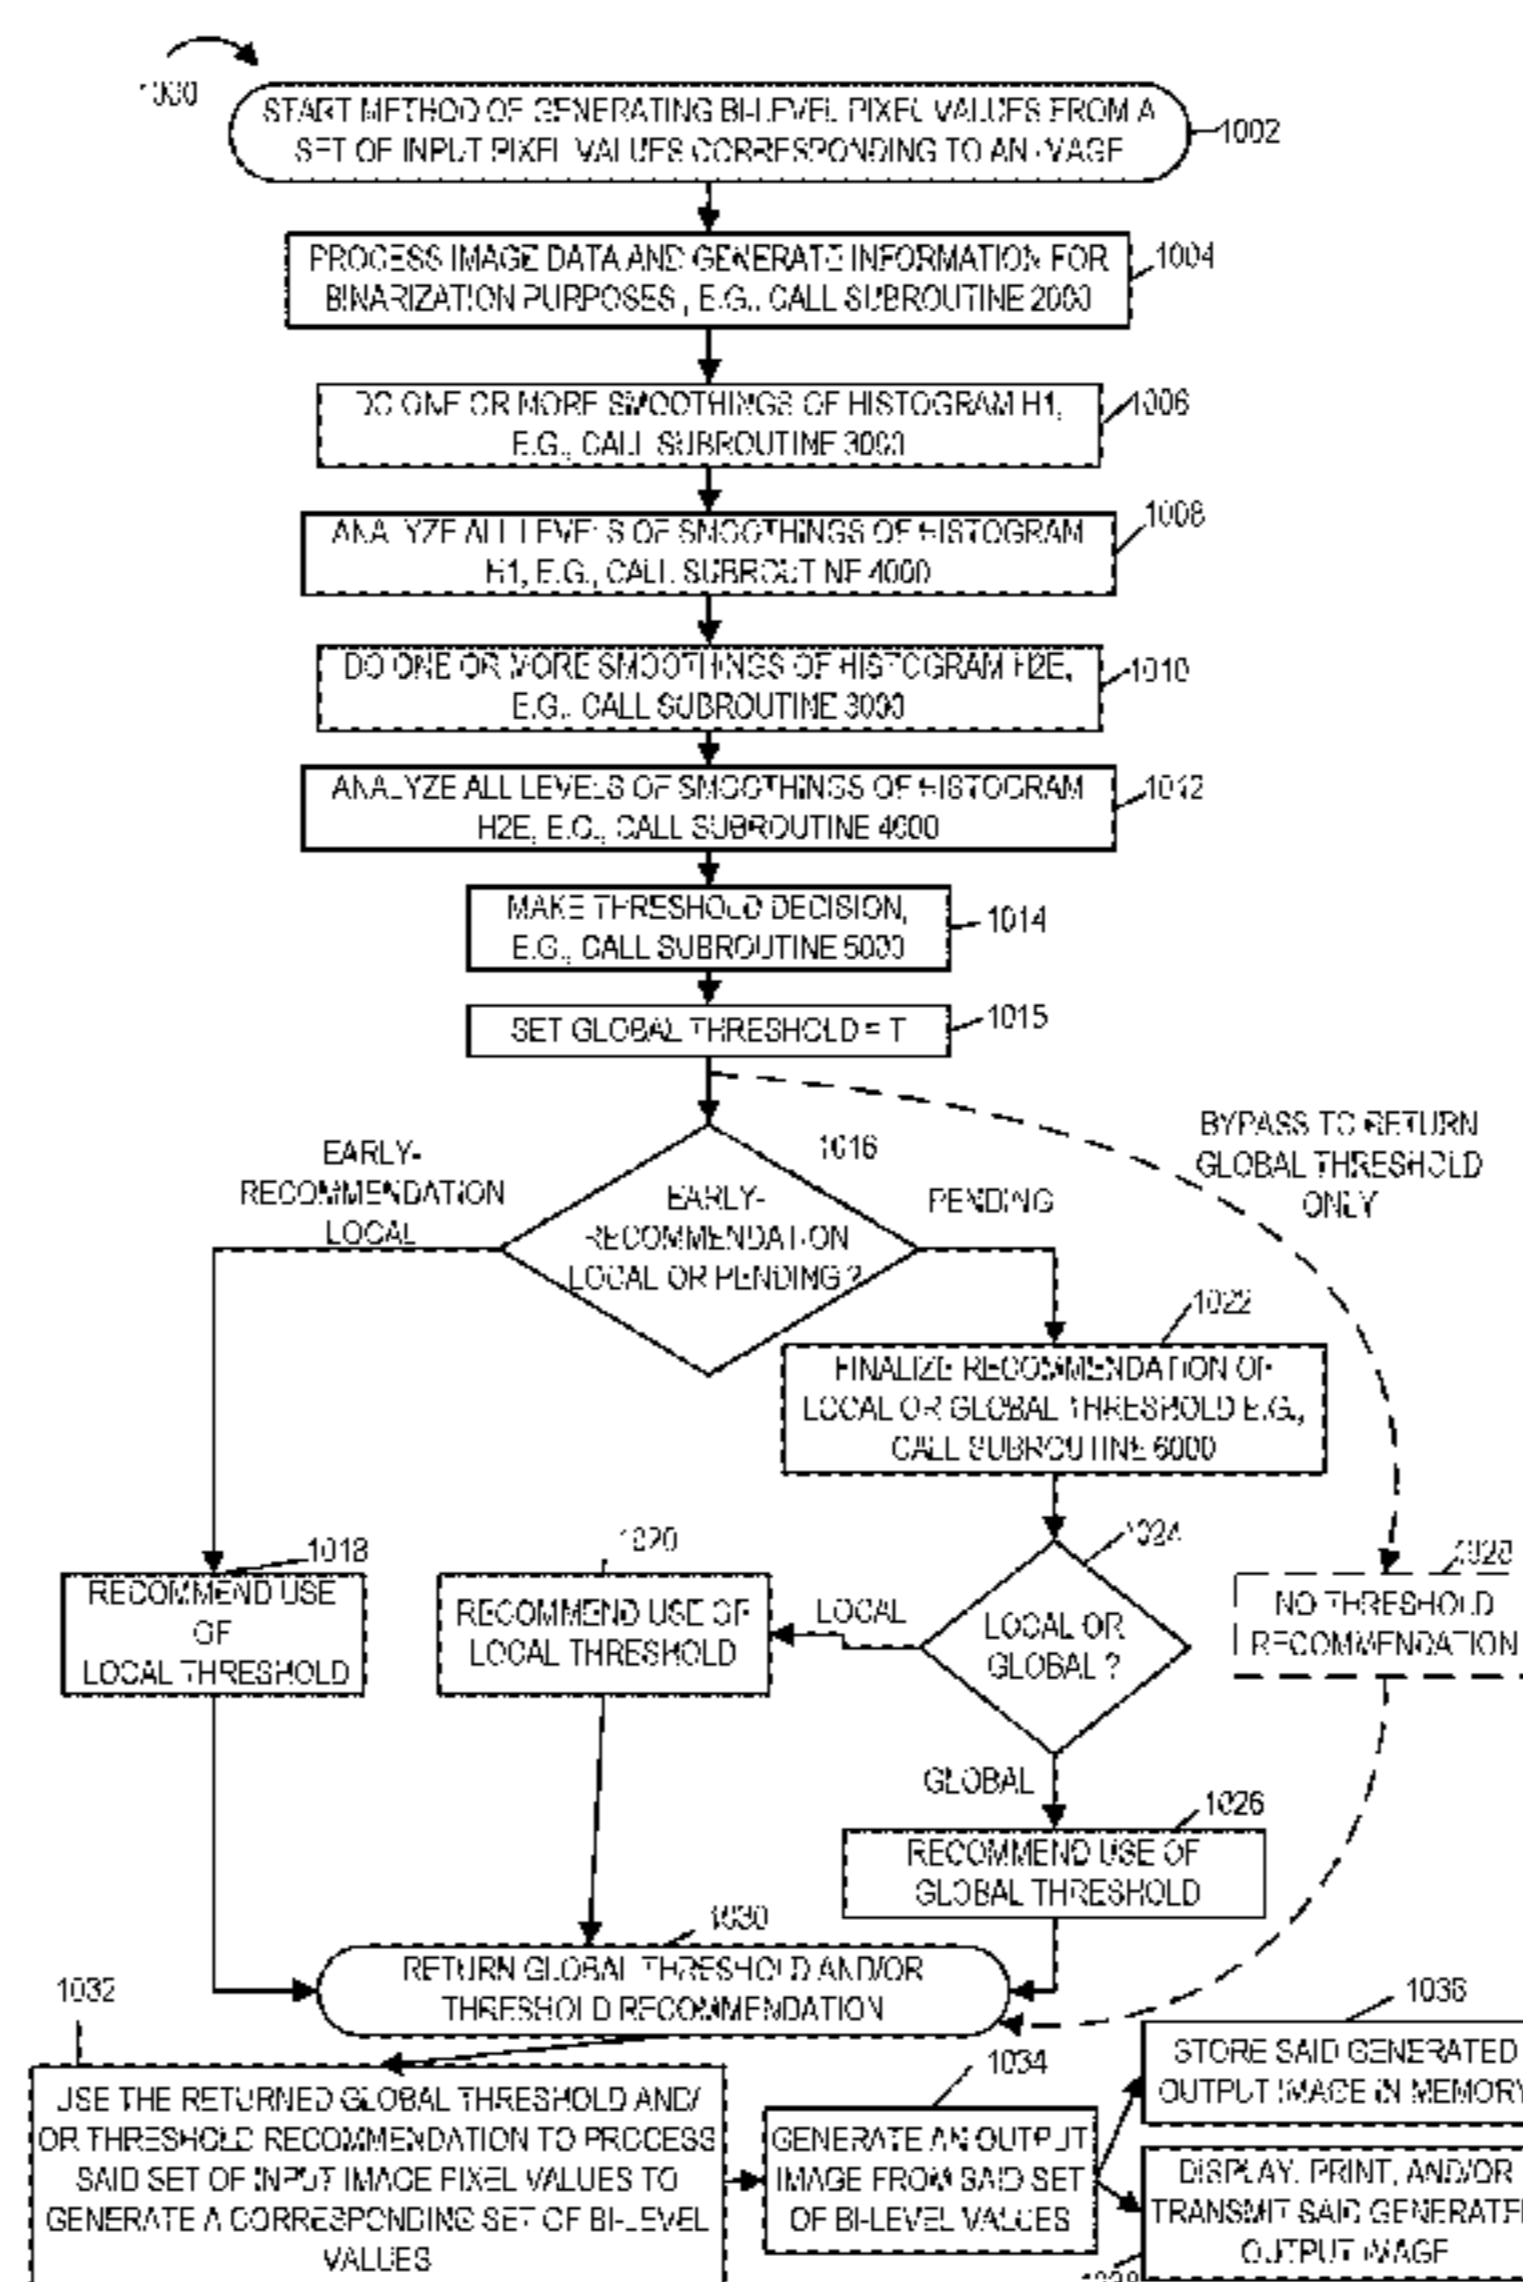 1000
START METHOD OF GENERATING BI-LEVEL PIXEL VALUES FROM A
SET OF INPUT PIXEL VALUES CORRESPONDING TO AN IMAGE
1002
PROCESS IMAGE DATA AND GENERATE INFORMATION FOR
BINARIZATION PURPOSES , E.G., CALL SUBROUTINE 2000
1004
DO ONE OR MORE SMOOTHINGS OF HISTOGRAM H1,
E.G., CALL SUBROUTINE 3000
1006
ANALYZE ALL LEVELS OF SMOOTHINGS OF HISTOGRAM
H1, E.G., CALL SUBROUTINE 4000
1008
DO ONE OR MORE SMOOTHINGS OF HISTOGRAM H2E,
E.G., CALL SUBROUTINE 3000
1010
ANALYZE ALL LEVELS OF SMOOTHINGS OF HISTOGRAM
H2E, E.G., CALL SUBROUTINE 4000
1012
MAKE THRESHOLD DECISION,
E.G., CALL SUBROUTINE 5000
1014
SET GLOBAL THRESHOLD = T
1015
BYPASS TO RETURN
GLOBAL THRESHOLD
ONLY
EARLY-
RECOMMENDATION
LOCAL
1016
EARLY-
RECOMMENDATION
LOCAL OR PENDING ?
PENDING
1022
FINALIZE RECOMMENDATION OF
LOCAL OR GLOBAL THRESHOLD E.G.,
CALL SUBROUTINE 6000
1018
RECOMMEND USE
OF
LOCAL THRESHOLD
1020
RECOMMEND USE OF
LOCAL THRESHOLD
LOCAL
1024
LOCAL OR
GLOBAL ?
1028
NO THRESHOLD
RECOMMENDATION
GLOBAL
1026
RECOMMEND USE OF
GLOBAL THRESHOLD
1030
RETURN GLOBAL THRESHOLD AND/OR
THRESHOLD RECOMMENDATION
1032
USE THE RETURNED GLOBAL THRESHOLD AND/
OR THRESHOLD RECOMMENDATION TO PROCESS
SAID SET OF INPUT IMAGE PIXEL VALUES TO
GENERATE A CORRESPONDING SET OF BI-LEVEL
VALUES
1034
GENERATE AN OUTPUT
IMAGE FROM SAID SET
OF BI-LEVEL VALUES
1036
STORE SAID GENERATED
OUTPUT IMAGE IN MEMORY
DISPLAY, PRINT, AND/OR
TRANSMIT SAID GENERATED
OUTPUT IMAGE